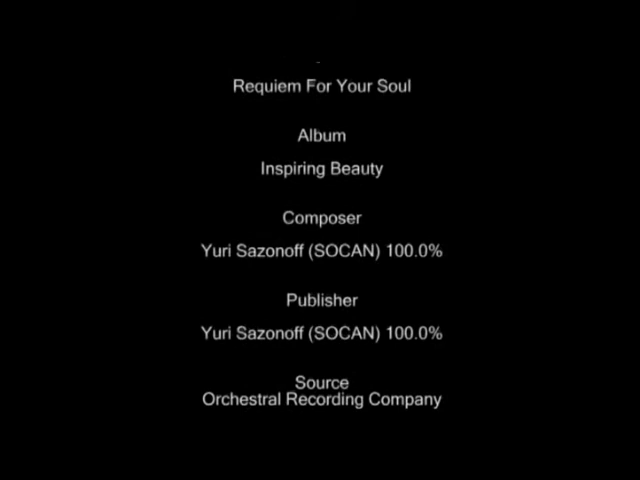 Requiem For Your Soul
Album
Inspiring Beauty
Composer
Yuri Sazonoff (SOCAN) 100.0%
Publisher
Yuri Sazonoff (SOCAN) 100.0%
Source
Orchestral Recording Company